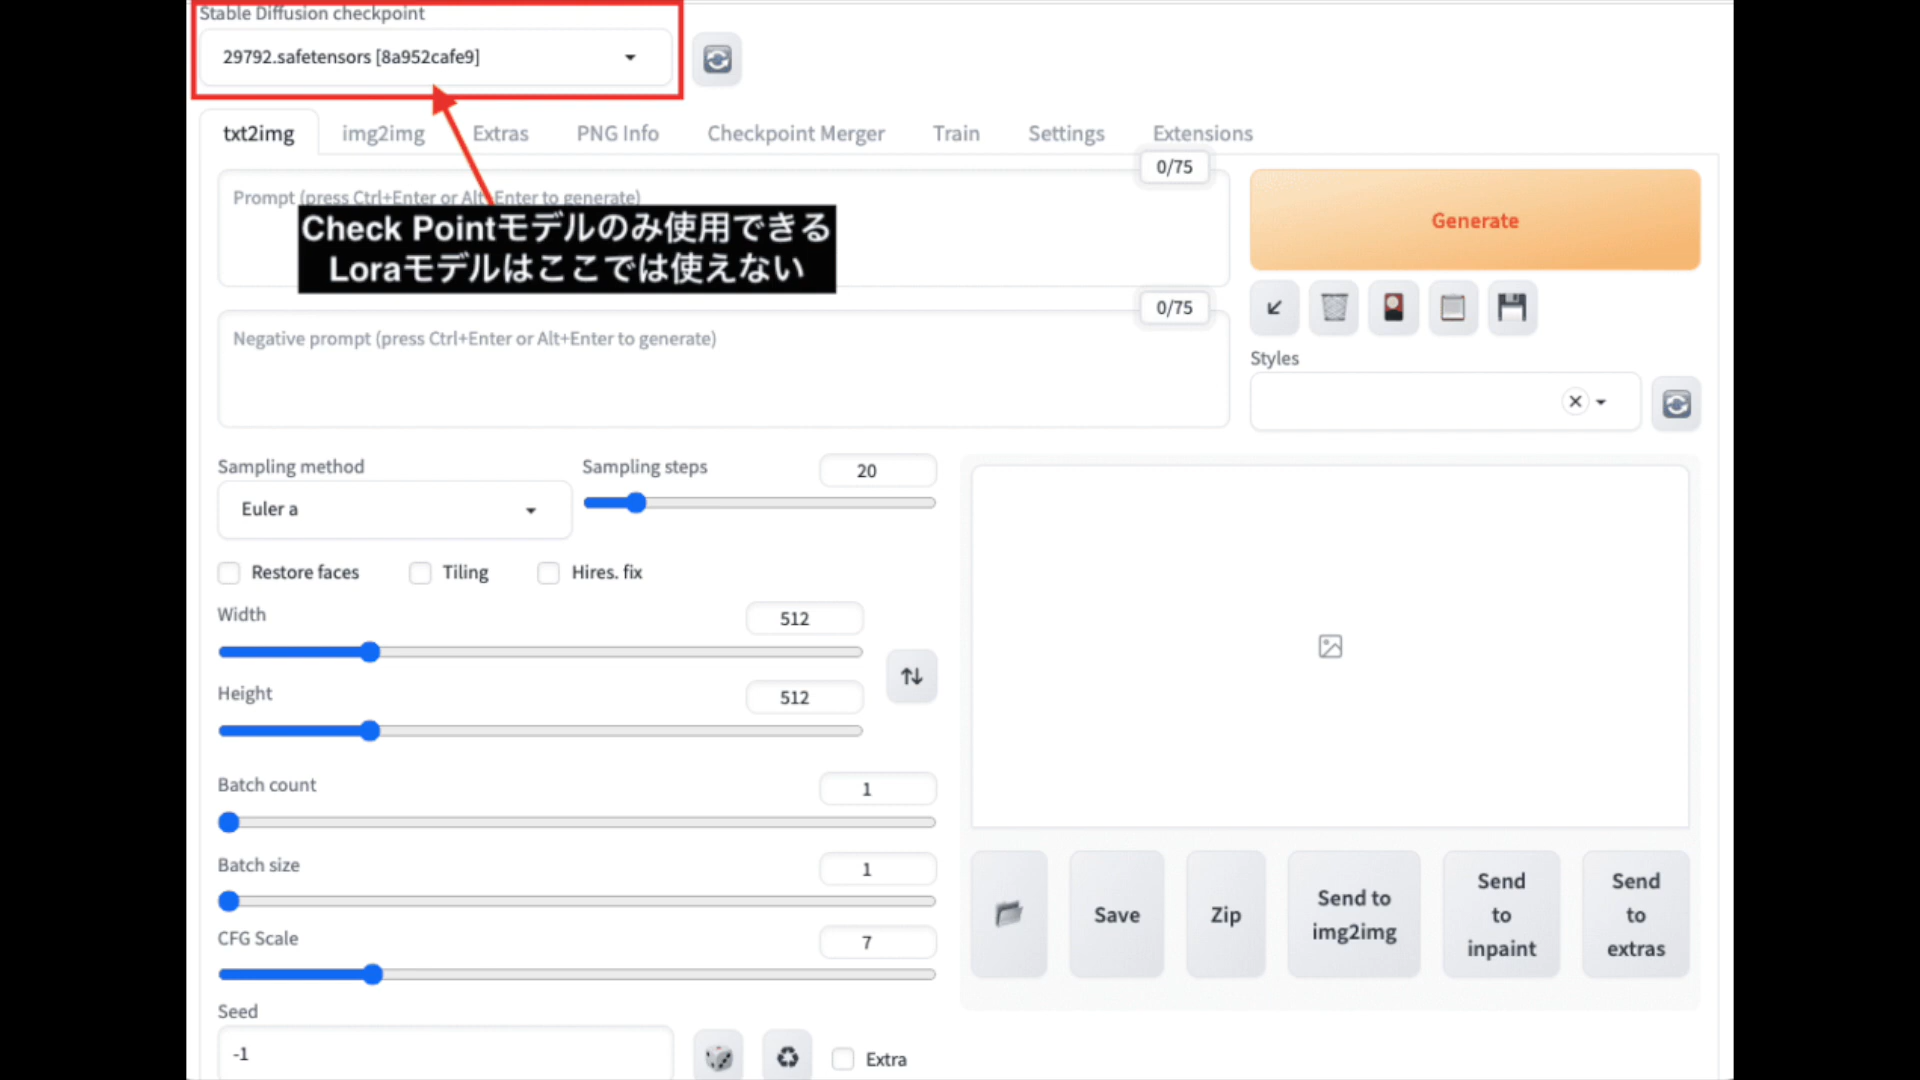 Stable Diffusion checkpoint
29792.safetensors [8a952cafe9]
txt2img img2img Extras PNG Info Checkpoint Merger Train Settings Extensions
0/75
Prompt (press Ctrl+Enter or Alt+Enter to generate)
Check Pointモデルのみ使用できる
Loraモデルはここでは使えない
Generate
0/75
Negative prompt (press Ctrl+Enter or Alt+Enter to generate)
Styles
Sampling method
Euler a
Sampling steps
20
Restore faces
Tiling
Hires. fix
Width
512
Height
512
Batch count
1
Batch size
1
CFG Scale
7
Seed
-1
Extra
Save
Zip
Send to
img2img
Send
to
inpaint
Send
to
extras